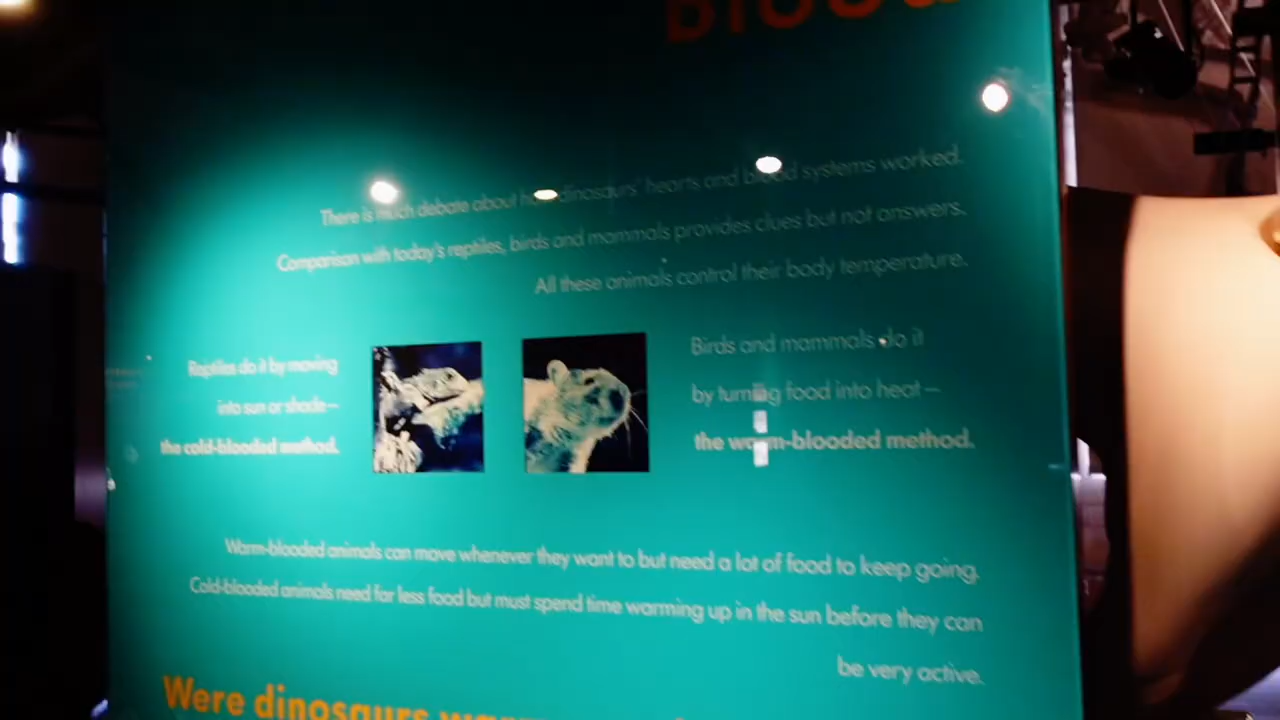 Blood
There is much debate about how dinosaurs' hearts and blood systems worked.
Comparison with today's reptiles, birds and mammals provides clues but not answers.
All these animals control their body temperature.
Reptiles do it by moving
into sun or shade –
the cold-blooded method.
Birds and mammals do it
by turning food into heat –
the warm-blooded method.
Warm-blooded animals can move whenever they want to but need a lot of food to keep going.
Cold-blooded animals need far less food but must spend time warming up in the sun before they can
be very active.
Were dinosaurs